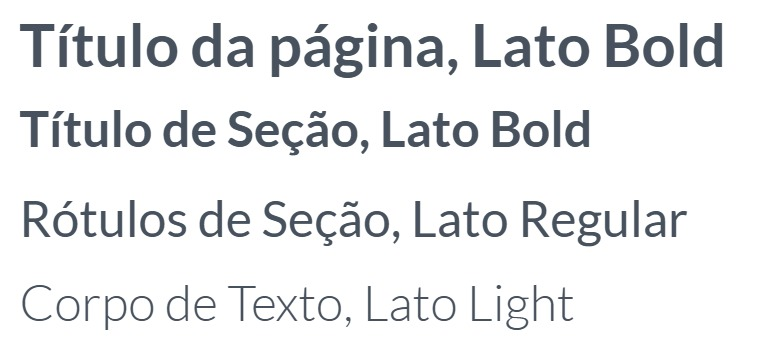 Título da página, Lato Bold
Título de Seção, Lato Bold
Rótulos de Seção, Lato Regular
Corpo de Texto, Lato Light